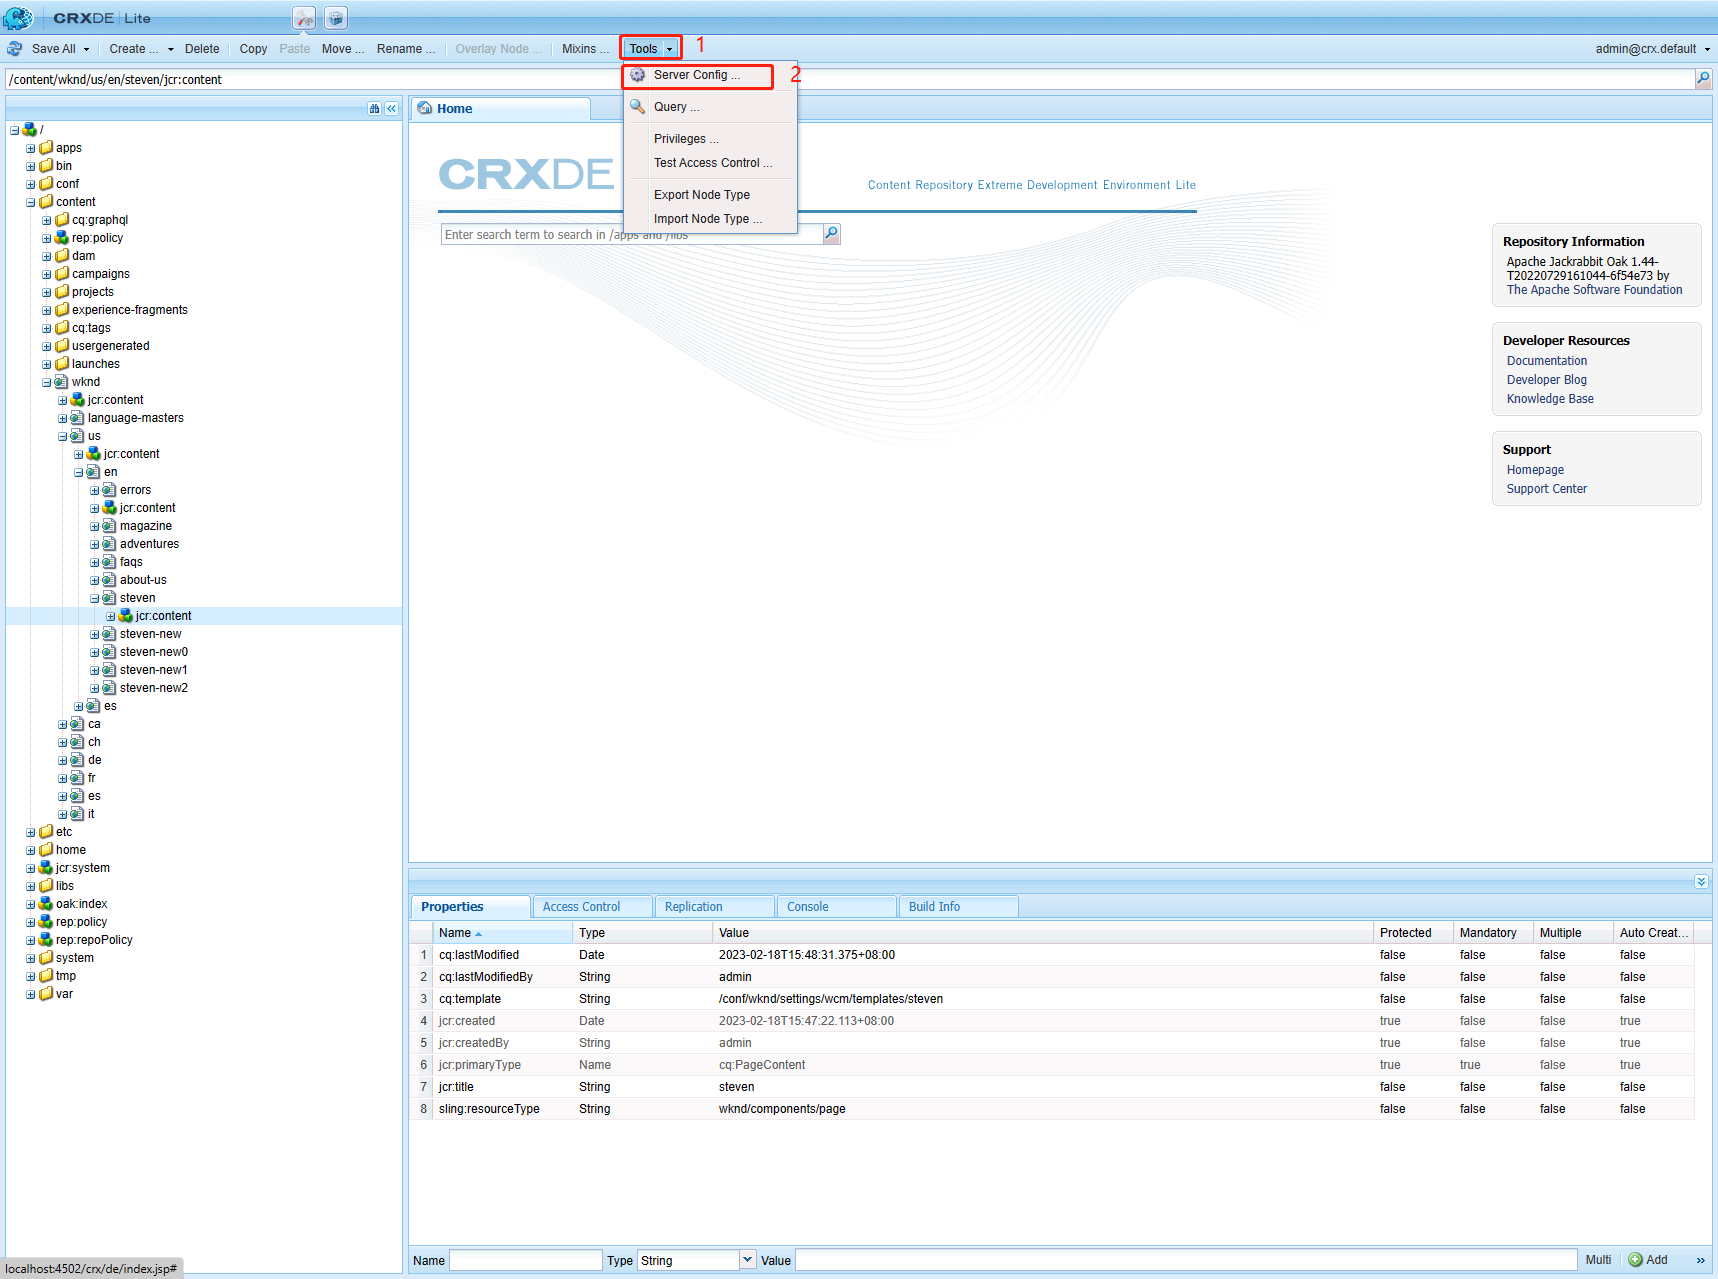 CRXDE | Lite
Save All Create ... Delete Copy Paste Move ... Rename ... Overlay Node ... Mixins ... Tools 1 admin@crx.default
/content/wknd/us/en/steven/jcr:content
Server Config ... 2
Query ...
Privileges ...
Test Access Control ...
Export Node Type
Import Node Type ...
/
apps
bin
conf
content
cq:graphql
rep:policy
dam
campaigns
projects
experience-fragments
cq:tags
usergenerated
launches
wknd
jcr:content
language-masters
us
jcr:content
en
errors
jcr:content
magazine
adventures
faqs
about-us
steven
jcr:content
steven-new
steven-new0
steven-new1
steven-new2
es
ca
ch
de
fr
es
it
etc
home
jcr:system
libs
oak:index
rep:policy
rep:repoPolicy
system
tmp
var
Home
CRXDE
Content Repository Extreme Development Environment Lite
Enter search term to search in /apps and /libs
Repository Information
Apache Jackrabbit Oak 1.44-
T20220729161044-6f54e73 by
The Apache Software Foundation
Developer Resources
Documentation
Developer Blog
Knowledge Base
Support
Homepage
Support Center
Properties Access Control Replication Console Build Info
Name Type Value Protected Mandatory Multiple Auto Creat...
1 cq:lastModified Date 2023-02-18T15:48:31.375+08:00 false false false false
2 cq:lastModifiedBy String admin false false false false
3 cq:template String /conf/wknd/settings/wcm/templates/steven false false false false
4 jcr:created Date 2023-02-18T15:47:22.113+08:00 true false false true
5 jcr:createdBy String admin true false false true
6 jcr:primaryType Name cq:PageContent true true false true
7 jcr:title String steven false false false false
8 sling:resourceType String wknd/components/page false false false false
Name Type String Value Multi Add »
localhost:4502/crx/de/index.jsp#